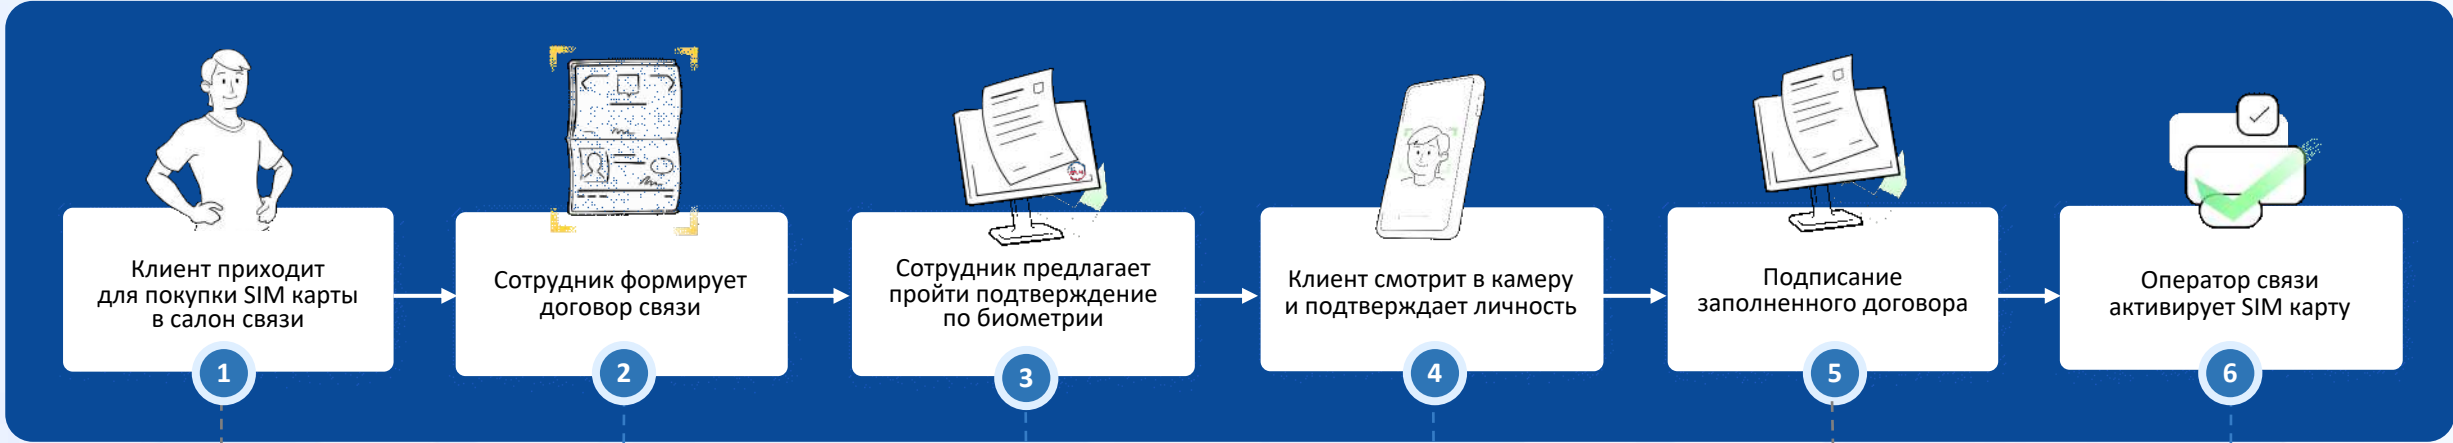 Клиент приходит
для покупки SIM карты
в салон связи
1
Сотрудник формирует
договор связи
2
Сотрудник предлагает
пройти подтверждение
по биометрии
3
Клиент смотрит в камеру
и подтверждает личность
4
Подписание
заполненного договора
5
Оператор связи
активирует SIM карту
6